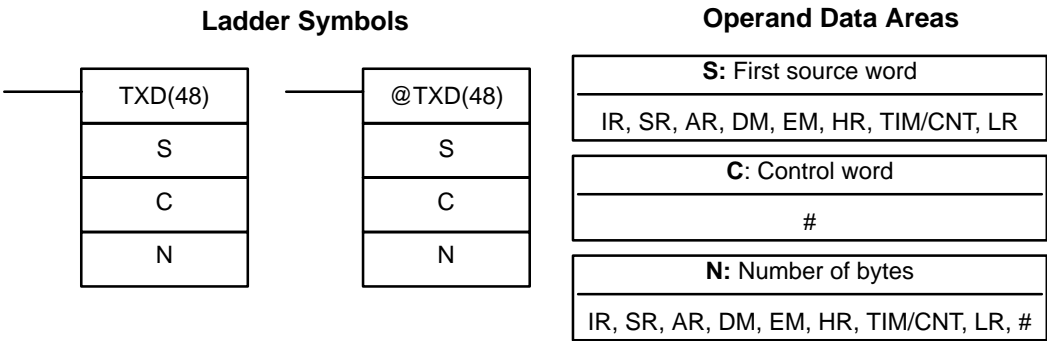 Ladder Symbols
TXD(48)
S
C
N
@TXD(48)
S
C
N
Operand Data Areas
S: First source word
IR, SR, AR, DM, EM, HR, TIM/CNT, LR
C: Control word
#
N: Number of bytes
IR, SR, AR, DM, EM, HR, TIM/CNT, LR, #